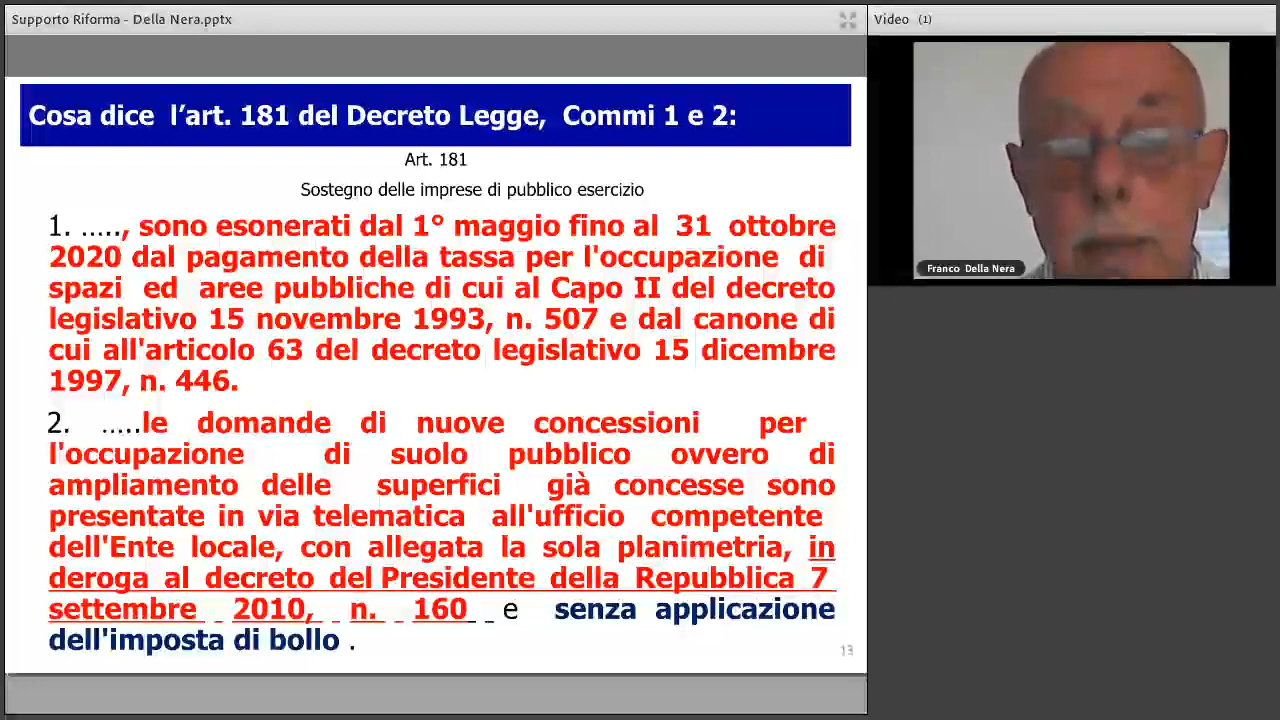 Supporto Riforma - Della Nera.pptx
Video (1)
Cosa dice l’art. 181 del Decreto Legge, Commi 1 e 2:
Art. 181
Sostegno delle imprese di pubblico esercizio
1. ....., sono esonerati dal 1° maggio fino al 31 ottobre
2020 dal pagamento della tassa per l'occupazione di
spazi ed aree pubbliche di cui al Capo II del decreto
legislativo 15 novembre 1993, n. 507 e dal canone di
cui all'articolo 63 del decreto legislativo 15 dicembre
1997, n. 446.
2. .....le domande di nuove concessioni per
l'occupazione di suolo pubblico ovvero di
ampliamento delle superfici già concesse sono
presentate in via telematica all'ufficio competente
dell'Ente locale, con allegata la sola planimetria, in
deroga al decreto del Presidente della Repubblica 7
settembre 2010, n. 160 e senza applicazione
dell'imposta di bollo .
13
Franco Della Nera